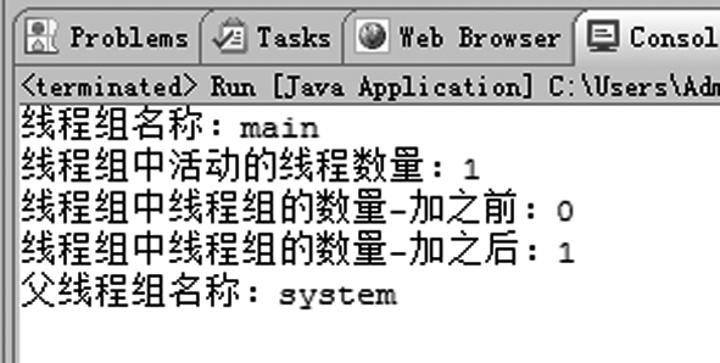 Problems Tasks Web Browser Consol
<terminated> Run [Java Application] C:\Users\Adm
线程组名称：main
线程组中活动的线程数量：1
线程组中线程组的数量-加之前：0
线程组中线程组的数量-加之后：1
父线程组名称：system